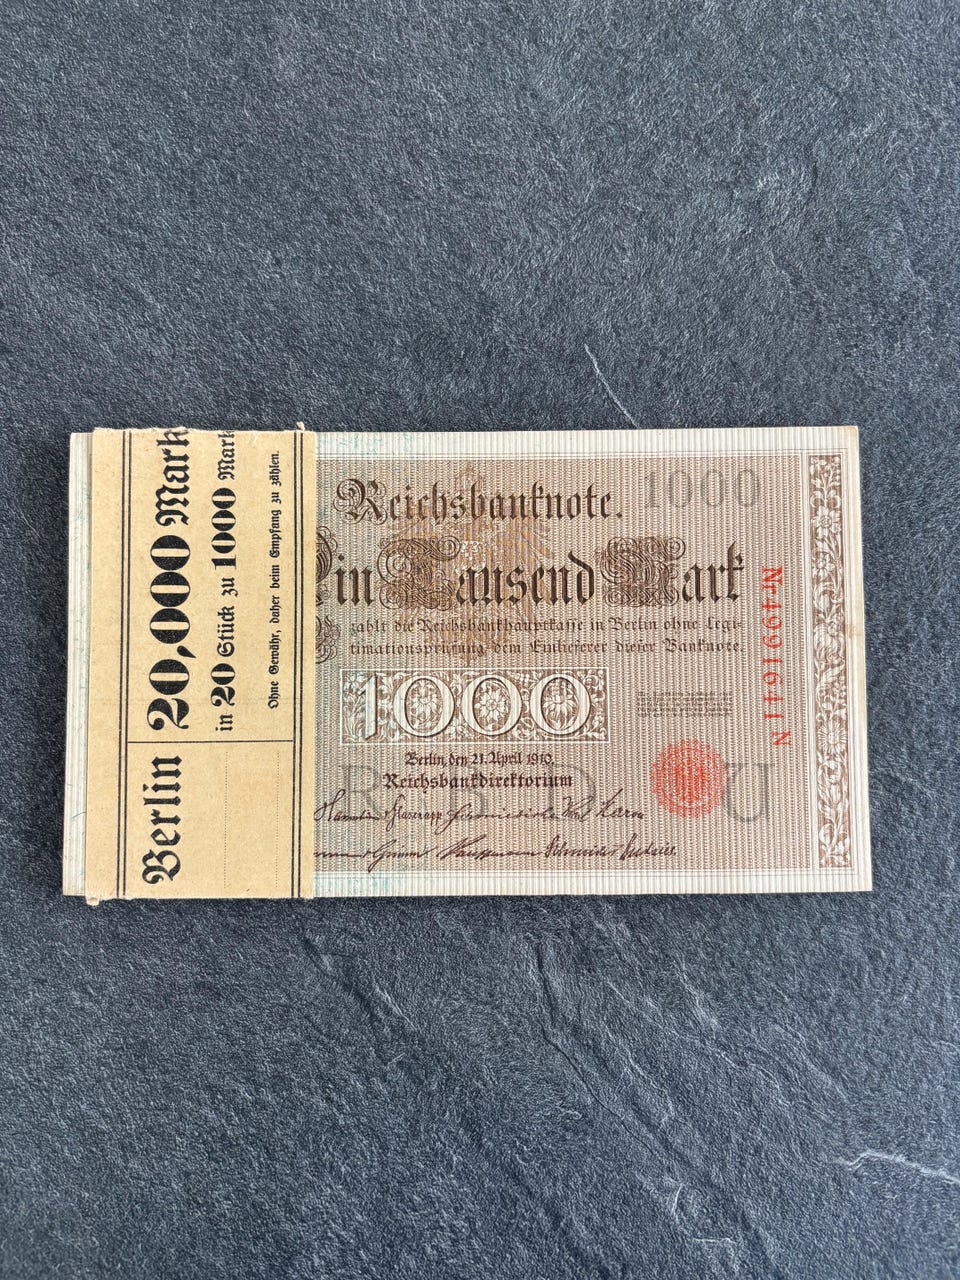 Berlin 20,000 Mark
in 20 Stück zu 1000 Mark
Ohne Gewähr, daher beim Empfang zu zählen.
Reichsbanknote. 1000
in Tausend Mark
zahlt die Reichsbankhauptkasse in Berlin ohne Legi-
timationsprüfung dem Einlieferer dieser Banknote.
1000
Berlin, den 21. April 1910.
Reichsbankdirektorium
R B D U
Nr 4991641 N